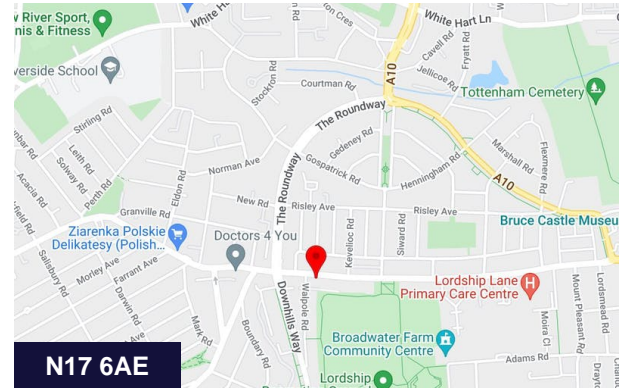 w River Sport,
nis & Fitness
White H
Cres
White Hart Ln
verside School
Stockton Rd
Courtman Rd
A10
Cavell Rd
Fryatt Rd
Jellicoe Rd
Tottenham Cemetery
Stirling Rd
The Roundway
Gedeney Rd
Gospatrick Rd
Marshall Rd
Flexmere Rd
Leith Rd
Solway Rd
Perth Rd
Acacia Rd
Norman Ave
Eldon Rd
The Roundway
Henningham Rd
A10
New Rd
Risley Ave
Risley Ave
Granville Rd
Bruce Castle Museu
Ziarenka Polskie
Delikatesy (Polish...
Doctors 4 You
Kevelioc Rd
Siward Rd
Salisbury Rd
Morley Ave
Farrant Ave
Lordship Lane
Primary Care Centre
Darwin Rd
Mark Rd
Boundary Rd
Downhills Way
Walpole Rd
Broadwater Farm
Community Centre
Moira Cl
Mount Pleasant Rd
Lordsmead Rd
Adams Rd
Lordship
N17 6AE